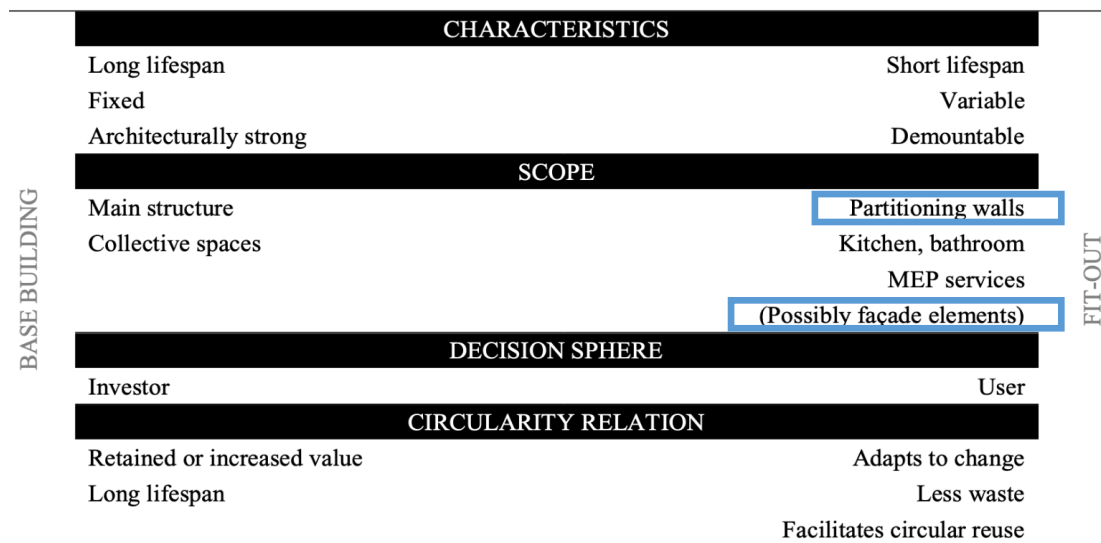 CHARACTERISTICS
Long lifespan Short lifespan
Fixed Variable
Architecturally strong Demountable
SCOPE
Main structure Partitioning walls
Collective spaces Kitchen, bathroom
MEP services
(Possibly façade elements)
DECISION SPHERE
Investor User
CIRCULARITY RELATION
Retained or increased value Adapts to change
Long lifespan Less waste
Facilitates circular reuse
BASE BUILDING
FIT-OUT